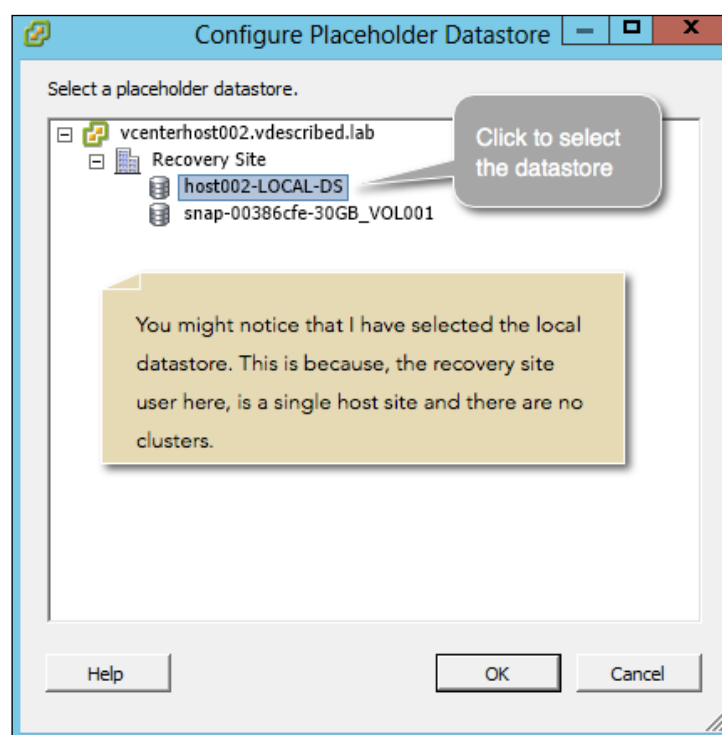 Configure Placeholder Datastore
Select a placeholder datastore.
vcenterhost002.vdescribed.lab
Recovery Site
host002-LOCAL-DS
snap-00386cfe-30GB_VOL001
Click to select
the datastore
You might notice that I have selected the local
datastore. This is because, the recovery site
user here, is a single host site and there are no
clusters.
Help
OK
Cancel